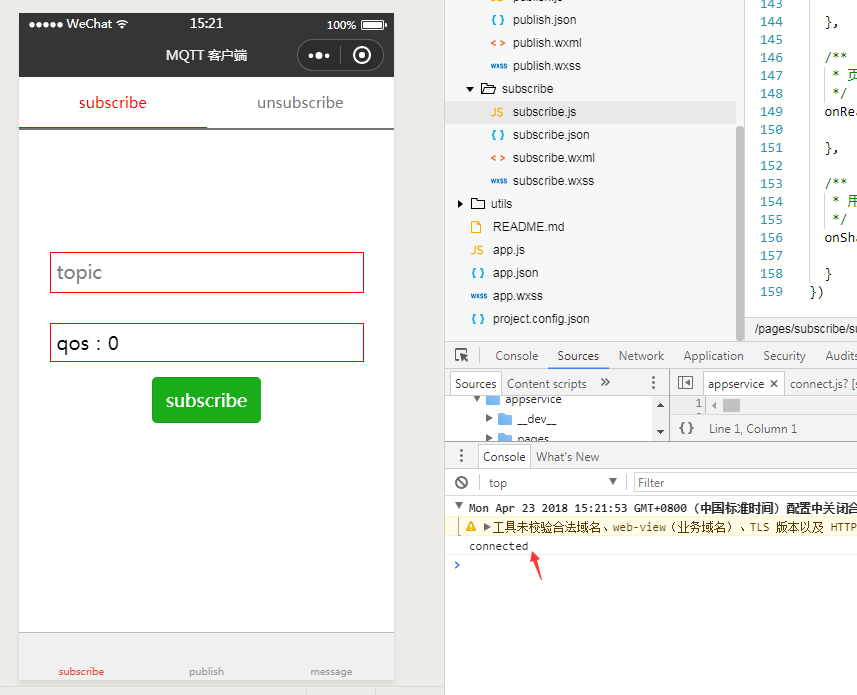 WeChat 15:21 100%
MQTT 客户端
subscribe unsubscribe
topic
qos : 0
subscribe
subscribe publish message
publish.json
publish.wxml
publish.wxss
subscribe
JS subscribe.js
subscribe.json
subscribe.wxml
wxss subscribe.wxss
utils
README.md
JS app.js
app.json
wxss app.wxss
project.config.json
143
144 },
145
146 /**
147 * 页
148 */
149 onRea
150
151 },
152
153 /**
154 * 用
155 */
156 onSha
157
158 }
159 })
/pages/subscribe/su
Console Sources Network Application Security Audits
Sources Content scripts »
appservice × connect.js? [s
appservice
__dev__
pages
1
{ } Line 1, Column 1
Console What's New
top Filter
Mon Apr 23 2018 15:21:53 GMT+0800（中国标准时间）配置中关闭合
工具未校验合法域名、web-view（业务域名）、TLS 版本以及 HTTP
connected
>